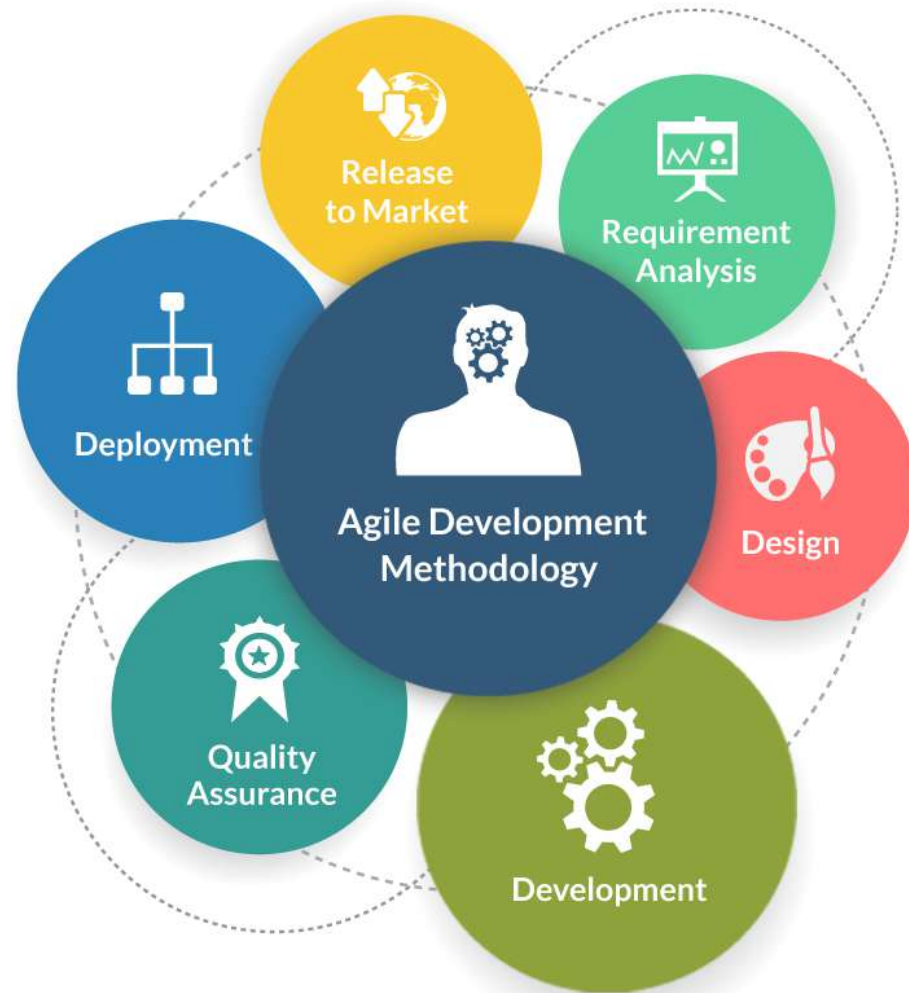 Release
to Market
Requirement
Analysis
Deployment
Agile Development
Methodology
Design
Quality
Assurance
Development